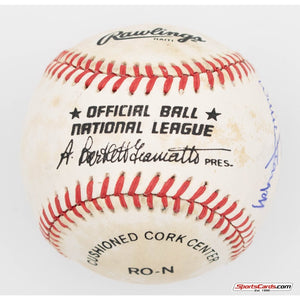 Rawlings
HAITI
★ OFFICIAL BALL ★
NATIONAL LEAGUE
A. Bartlett Giamatti PRES.
CUSHIONED CORK CENTER
RO-N
SportsCards.com